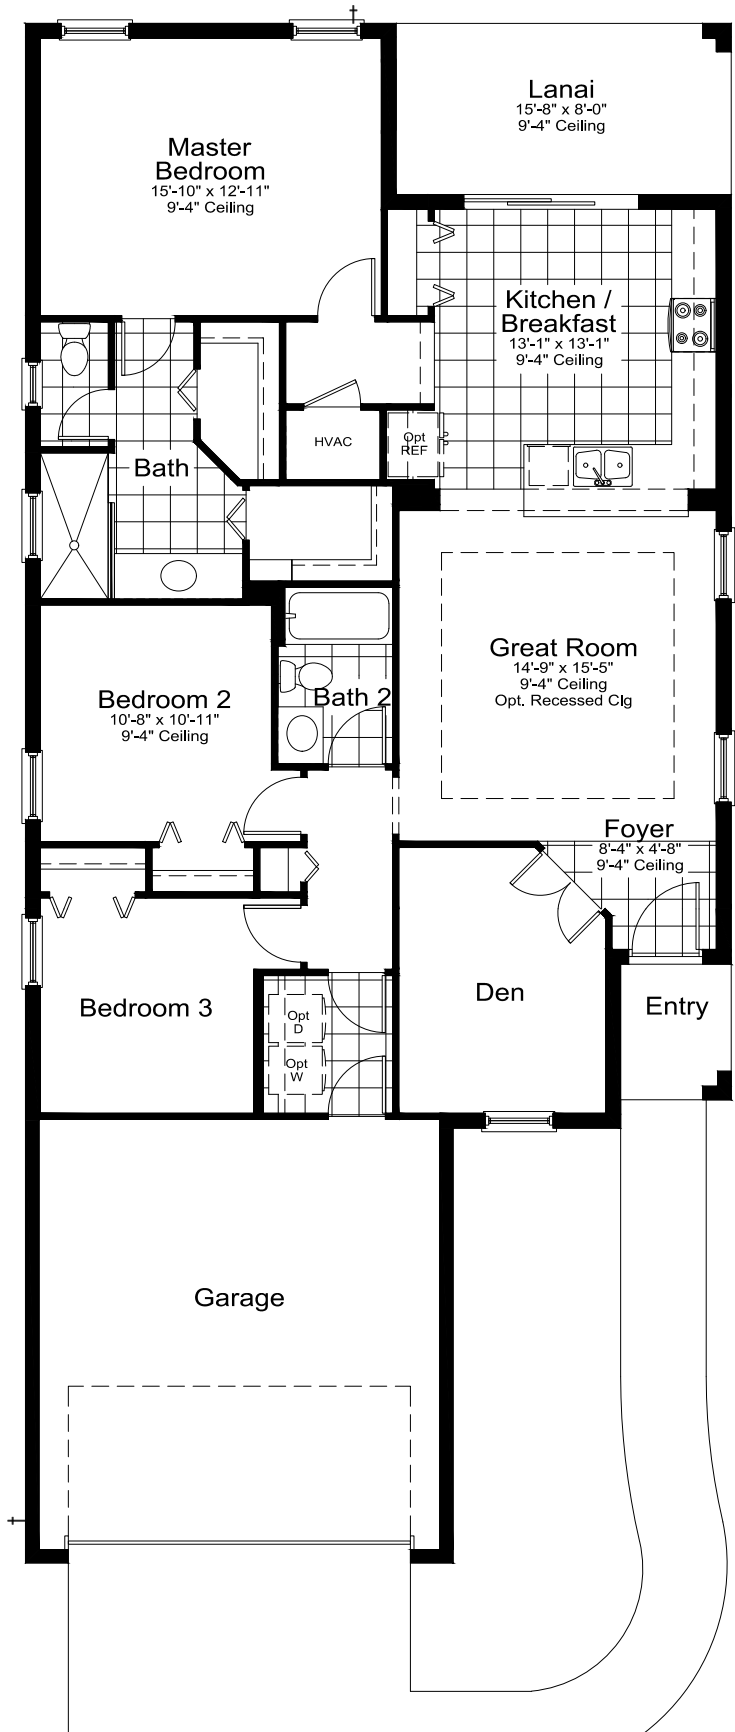 Lanai
15'-8" x 8'-0"
9'-4" Ceiling
Master
Bedroom
15'-10" x 12'-11"
9'-4" Ceiling
Kitchen /
Breakfast
13'-1" x 13'-1"
9'-4" Ceiling
HVAC
Opt
REF
Bath
Great Room
14'-9" x 15'-5"
9'-4" Ceiling
Opt. Recessed Clg
Bedroom 2
10'-8" x 10'-11"
9'-4" Ceiling
Bath 2
Foyer
8'-4" x 4'-8"
9'-4" Ceiling
Den
Bedroom 3
Opt
D
Opt
W
Entry
Garage